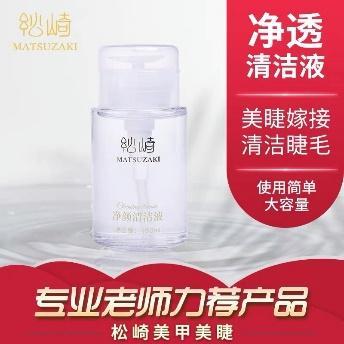 松崎
MATSUZAKI
净透
清洁液
美睫嫁接
清洁睫毛
使用简单
大容量
松崎
MATSUZAKI
净颜清洁液
专业老师力荐产品
松崎美甲美睫